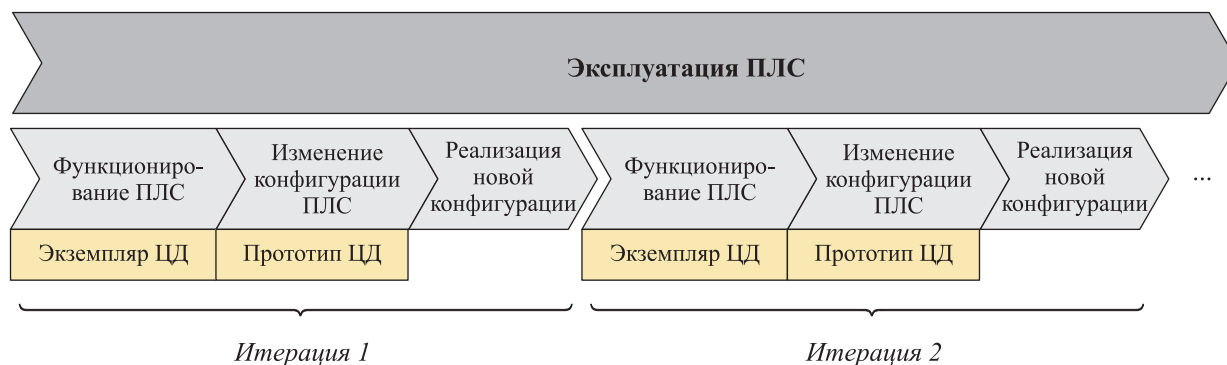 Эксплуатация ПЛС
Функциониро-
вание ПЛС
Изменение
конфигурации
ПЛС
Реализация
новой
конфигурации
Функциониро-
вание ПЛС
Изменение
конфигурации
ПЛС
Реализация
новой
конфигурации
...
Экземпляр ЦД
Прототип ЦД
Экземпляр ЦД
Прототип ЦД
Итерация 1
Итерация 2